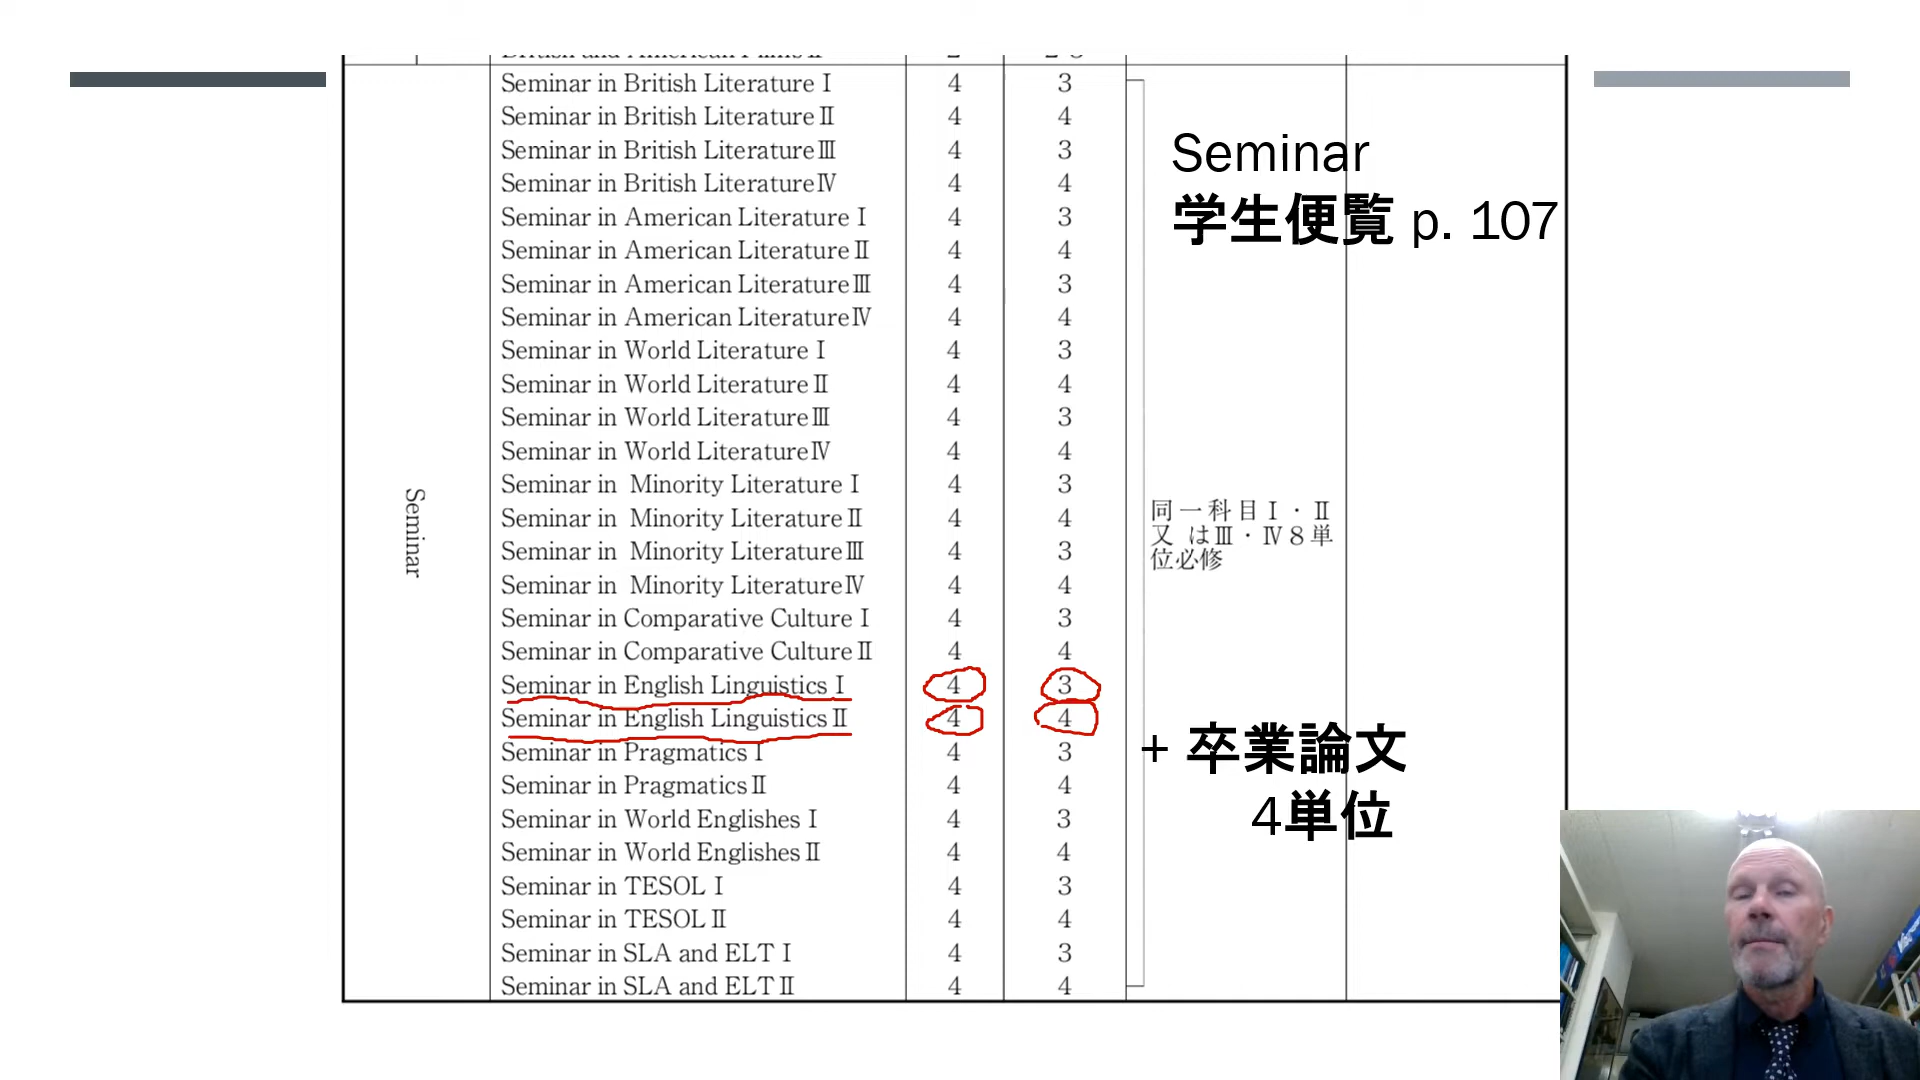 British and American Films Ⅱ 2 2·3
Seminar in British Literature Ⅰ 4 3
Seminar in British Literature Ⅱ 4 4
Seminar in British Literature Ⅲ 4 3
Seminar in British Literature Ⅳ 4 4
Seminar in American Literature Ⅰ 4 3
Seminar in American Literature Ⅱ 4 4
Seminar in American Literature Ⅲ 4 3
Seminar in American Literature Ⅳ 4 4
Seminar in World Literature Ⅰ 4 3
Seminar in World Literature Ⅱ 4 4
Seminar in World Literature Ⅲ 4 3
Seminar in World Literature Ⅳ 4 4
Seminar in Minority Literature Ⅰ 4 3
Seminar in Minority Literature Ⅱ 4 4
Seminar in Minority Literature Ⅲ 4 3
Seminar in Minority Literature Ⅳ 4 4
Seminar in Comparative Culture Ⅰ 4 3
Seminar in Comparative Culture Ⅱ 4 4
Seminar in English Linguistics Ⅰ 4 3
Seminar in English Linguistics Ⅱ 4 4
Seminar in Pragmatics Ⅰ 4 3
Seminar in Pragmatics Ⅱ 4 4
Seminar in World Englishes Ⅰ 4 3
Seminar in World Englishes Ⅱ 4 4
Seminar in TESOL Ⅰ 4 3
Seminar in TESOL Ⅱ 4 4
Seminar in SLA and ELT Ⅰ 4 3
Seminar in SLA and ELT Ⅱ 4 4
Seminar
同一科目Ⅰ・Ⅱ
又はⅢ・Ⅳ8単
位必修
Seminar
学生便覧 p. 107
+ 卒業論文
4単位